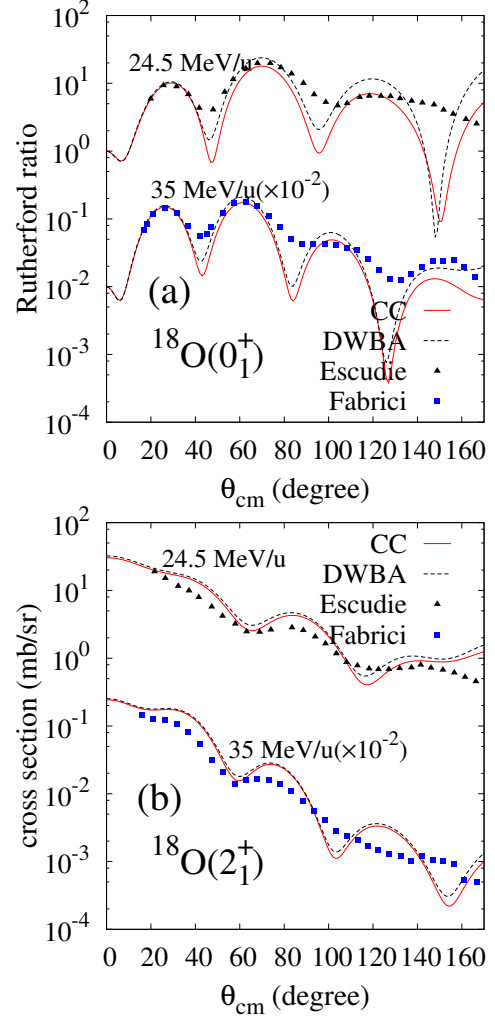 10^2
10^1
10^0
10^-1
10^-2
10^-3
10^-4
Rutherford ratio
24.5 MeV/u
35 MeV/u(×10^-2)
(a)
^18O(0_1^+)
CC
DWBA
Escudie
Fabrici
0 20 40 60 80 100 120 140 160
θ_cm (degree)
10^2
10^1
10^0
10^-1
10^-2
10^-3
10^-4
cross section (mb/sr)
24.5 MeV/u
CC
DWBA
Escudie
Fabrici
35 MeV/u(×10^-2)
(b)
^18O(2_1^+)
0 20 40 60 80 100 120 140 160
θ_cm (degree)